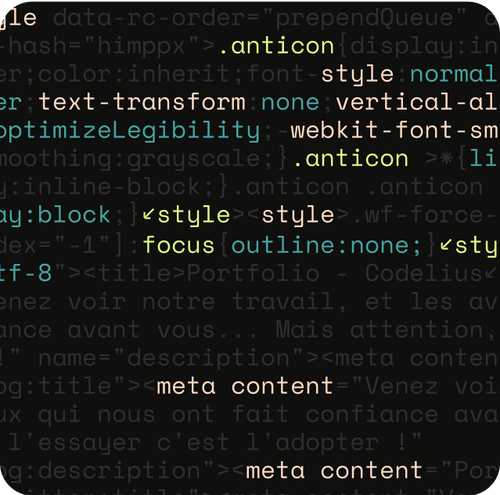 yle data-rc-order="prependQueue"
-hash="himppx">.anticon{display:in
er;color:inherit;font-style:normal
er;text-transform:none;vertical-al
optimizeLegibility;-webkit-font-sm
moothing:grayscale;}.anticon >*{li
y:inline-block;}.anticon .anticon
ay:block;}↙style><style>.wf-force-
dex="-1"]:focus{outline:none;}↙sty
tf-8"><title>Portfolio - Codelius↙
enez voir notre travail, et les av
ance avant vous... Mais attention,
!" name="description"><meta conten
og:title"><meta content="Venez voi
ux qui nous ont fait confiance ava
l'essayer c'est l'adopter !"
og:description"><meta content="Por